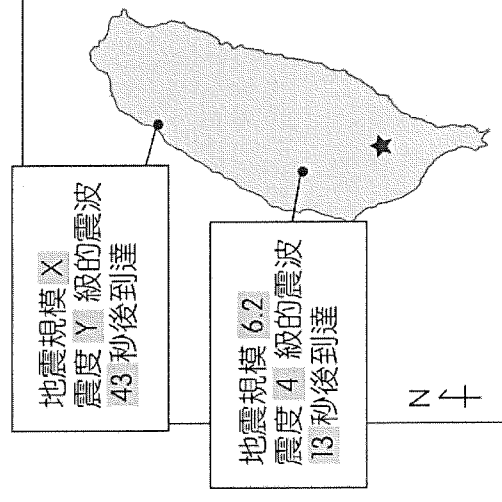 地震規模 X
震度 Y 級的震波
43 秒後到達
地震規模 6.2
震度 4 級的震波
13 秒後到達
N